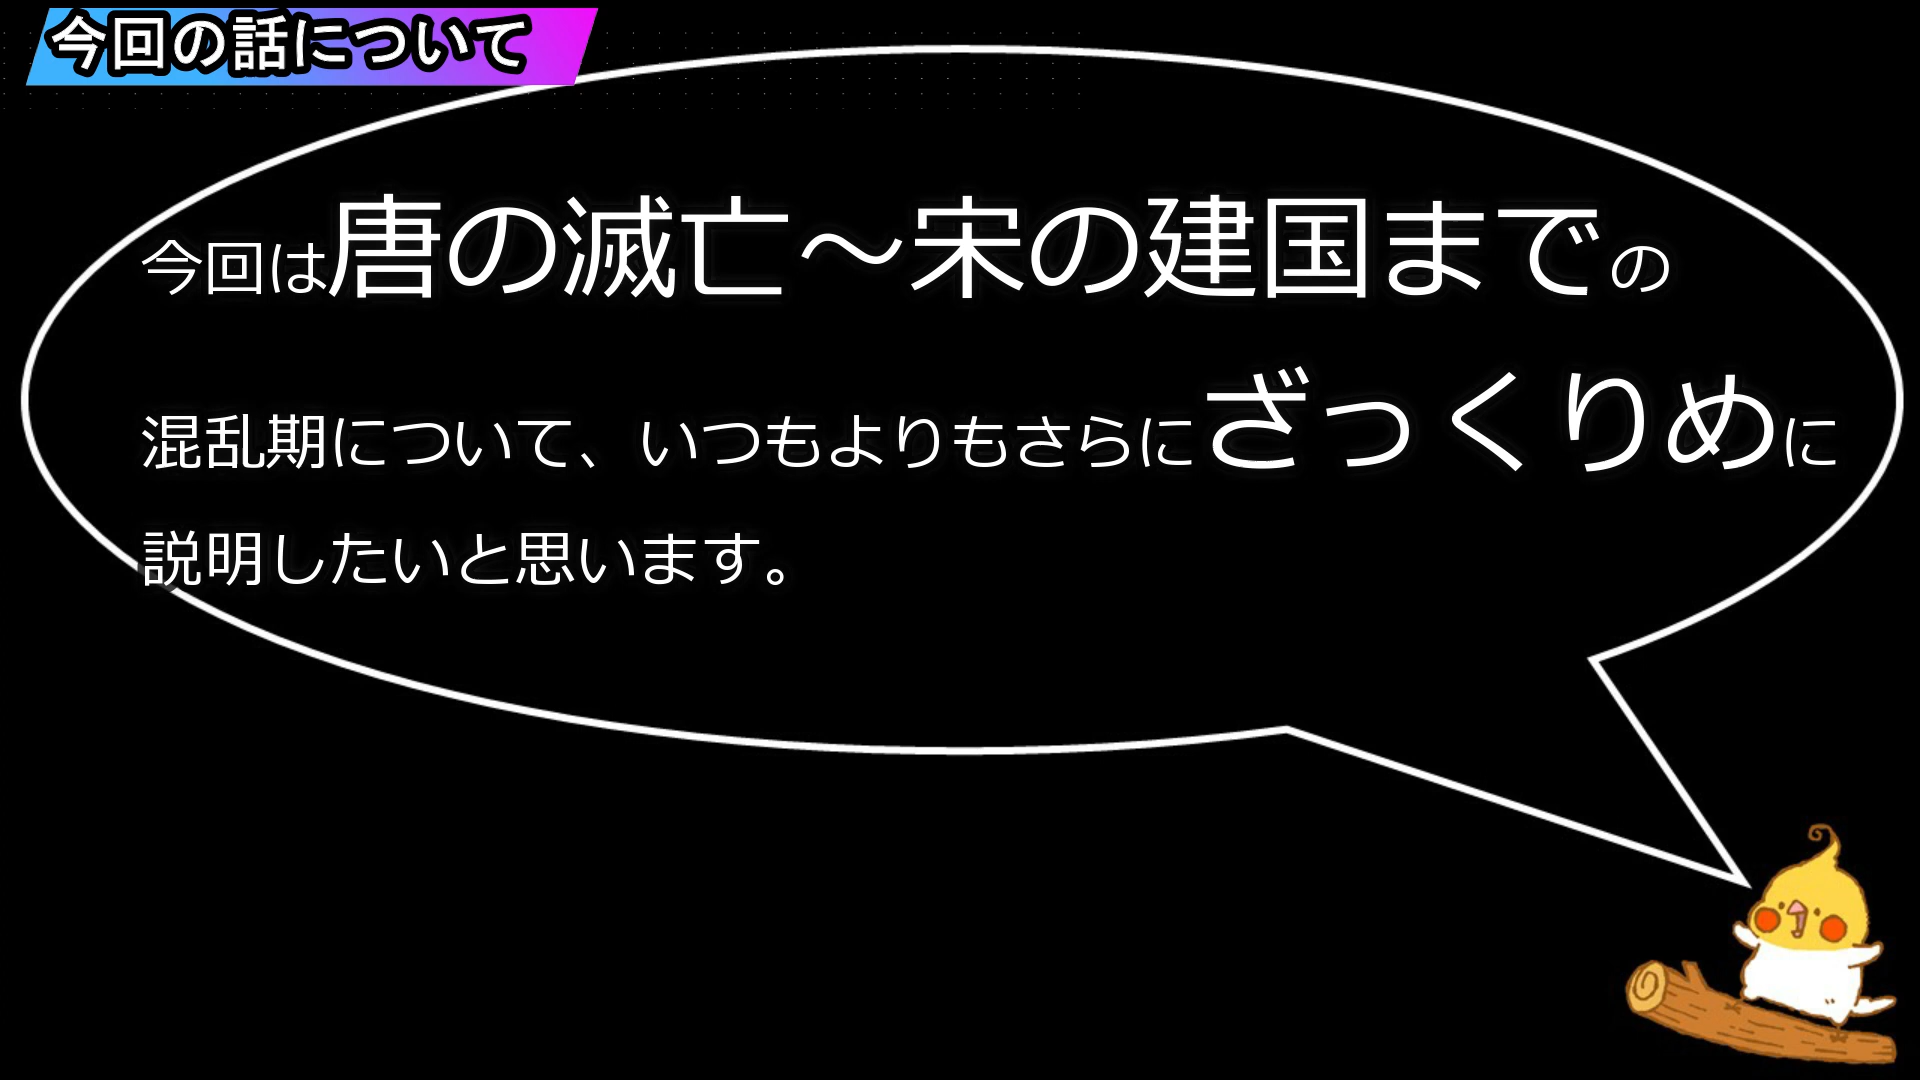 今回の話について
今回は唐の滅亡～宋の建国までの
混乱期について、いつもよりもさらにざっくりめに
説明したいと思います。